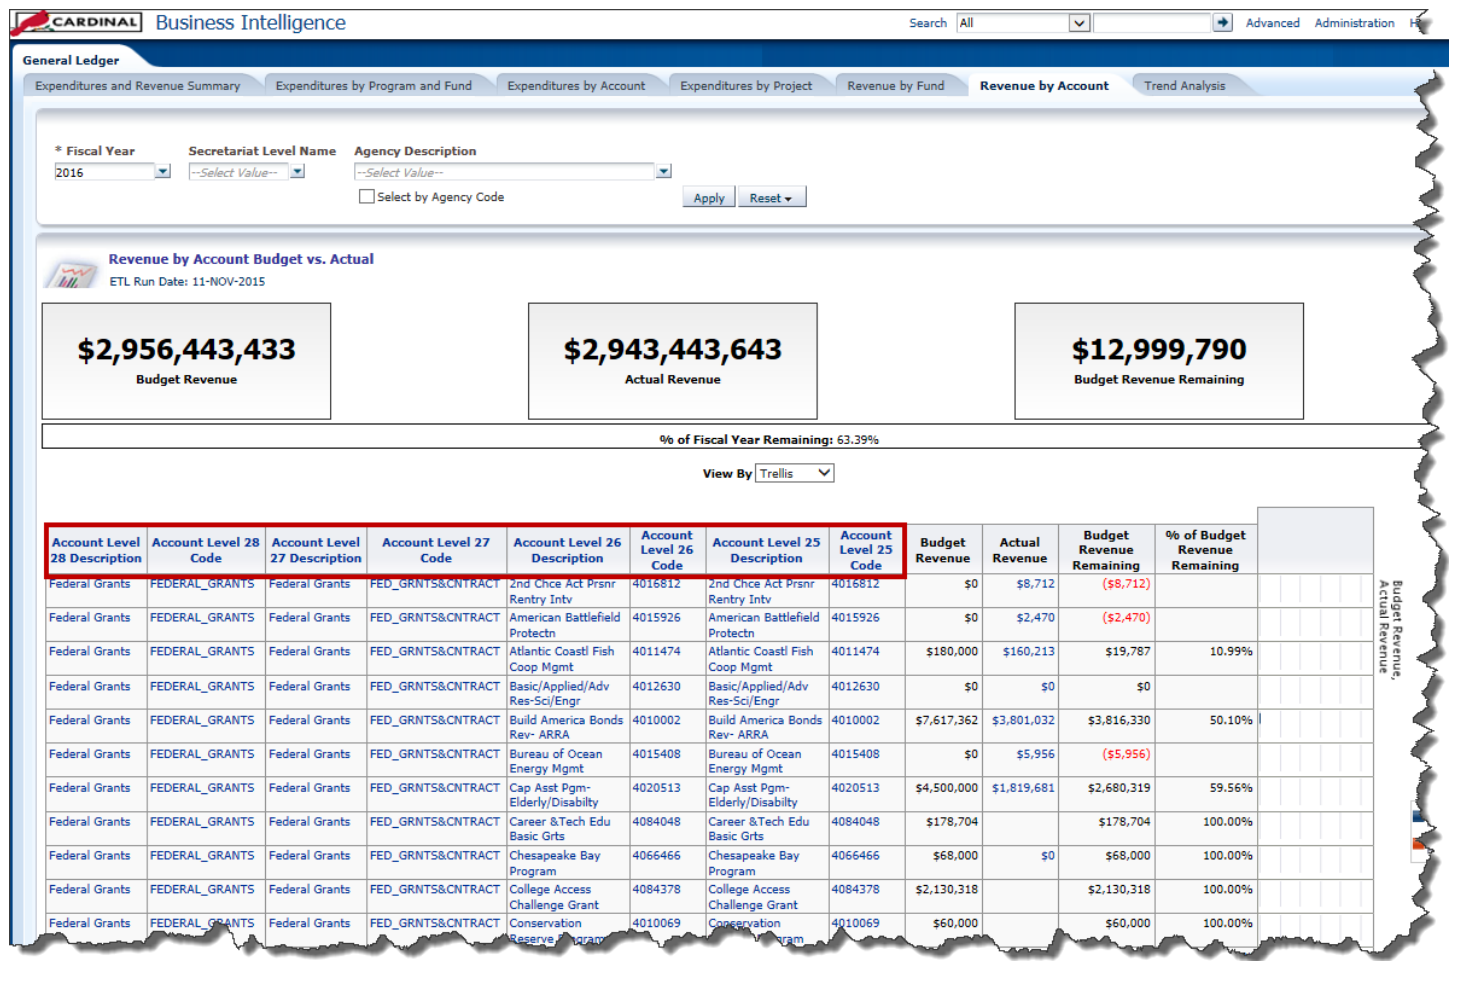 CARDINAL Business Intelligence Search All Advanced Administration
General Ledger
Expenditures and Revenue Summary Expenditures by Program and Fund Expenditures by Account Expenditures by Project Revenue by Fund Revenue by Account Trend Analysis
* Fiscal Year Secretariat Level Name Agency Description
2016 --Select Value-- --Select Value--
Select by Agency Code Apply Reset
Revenue by Account Budget vs. Actual
ETL Run Date: 11-NOV-2015
$2,956,443,433 $2,943,443,643 $12,999,790
Budget Revenue Actual Revenue Budget Revenue Remaining
% of Fiscal Year Remaining: 63.39%
View By Trellis
Account Level 28 Description Account Level 28 Code Account Level 27 Description Account Level 27 Code Account Level 26 Description Account Level 26 Code Account Level 25 Description Account Level 25 Code Budget Revenue Actual Revenue Budget Revenue Remaining % of Budget Revenue Remaining
Federal Grants FEDERAL_GRANTS Federal Grants FED_GRNTS&CNTRACT 2nd Chce Act Prsnr Rentry Intv 4016812 2nd Chce Act Prsnr Rentry Intv 4016812 $0 $8,712 ($8,712)
Federal Grants FEDERAL_GRANTS Federal Grants FED_GRNTS&CNTRACT American Battlefield Protectn 4015926 American Battlefield Protectn 4015926 $0 $2,470 ($2,470)
Federal Grants FEDERAL_GRANTS Federal Grants FED_GRNTS&CNTRACT Atlantic Coastl Fish Coop Mgmt 4011474 Atlantic Coastl Fish Coop Mgmt 4011474 $180,000 $160,213 $19,787 10.99%
Federal Grants FEDERAL_GRANTS Federal Grants FED_GRNTS&CNTRACT Basic/Applied/Adv Res-Sci/Engr 4012630 Basic/Applied/Adv Res-Sci/Engr 4012630 $0 $0 $0
Federal Grants FEDERAL_GRANTS Federal Grants FED_GRNTS&CNTRACT Build America Bonds Rev- ARRA 4010002 Build America Bonds Rev- ARRA 4010002 $7,617,362 $3,801,032 $3,816,330 50.10%
Federal Grants FEDERAL_GRANTS Federal Grants FED_GRNTS&CNTRACT Bureau of Ocean Energy Mgmt 4015408 Bureau of Ocean Energy Mgmt 4015408 $0 $5,956 ($5,956)
Federal Grants FEDERAL_GRANTS Federal Grants FED_GRNTS&CNTRACT Cap Asst Pgm- Elderly/Disabilty 4020513 Cap Asst Pgm- Elderly/Disabilty 4020513 $4,500,000 $1,819,681 $2,680,319 59.56%
Federal Grants FEDERAL_GRANTS Federal Grants FED_GRNTS&CNTRACT Career &Tech Edu Basic Grts 4084048 Career &Tech Edu Basic Grts 4084048 $178,704 $178,704 100.00%
Federal Grants FEDERAL_GRANTS Federal Grants FED_GRNTS&CNTRACT Chesapeake Bay Program 4066466 Chesapeake Bay Program 4066466 $68,000 $0 $68,000 100.00%
Federal Grants FEDERAL_GRANTS Federal Grants FED_GRNTS&CNTRACT College Access Challenge Grant 4084378 College Access Challenge Grant 4084378 $2,130,318 $2,130,318 100.00%
Federal Grants FEDERAL_GRANTS Federal Grants FED_GRNTS&CNTRACT Conservation Reserve Program 4010069 Conservation 4010069 $60,000 $60,000 100.00%
Budget Revenue,
Actual Revenue